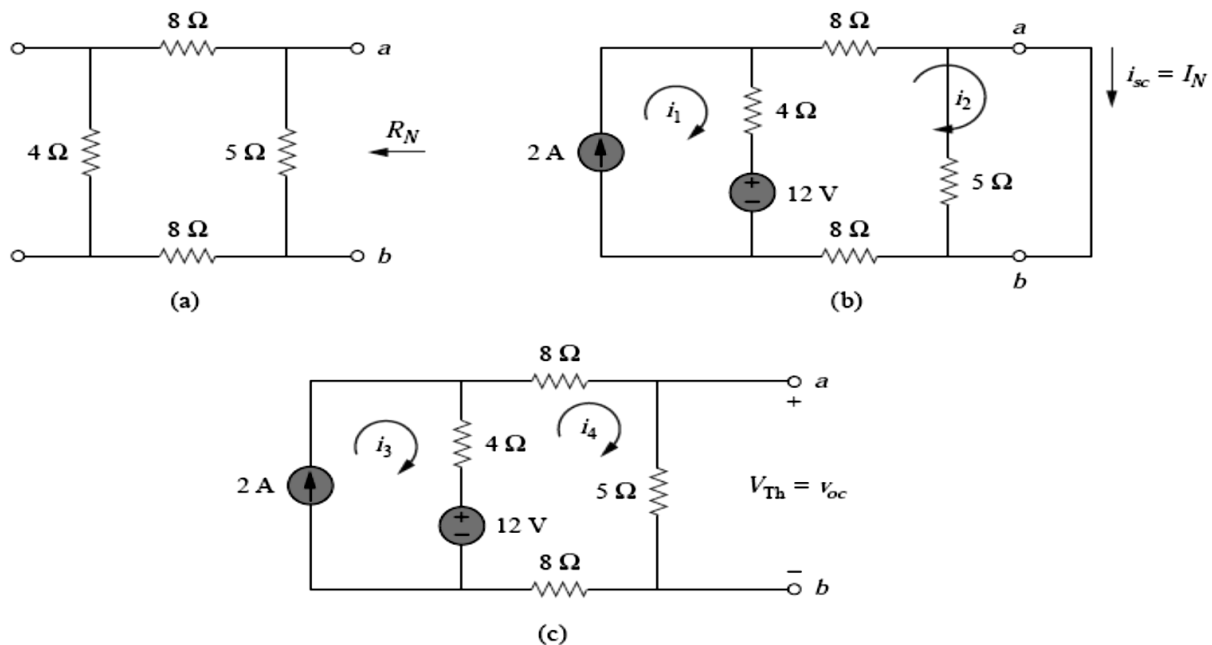 8 Ω
a
4 Ω
5 Ω
R_N
8 Ω
b
(a)
8 Ω
a
i_sc = I_N
i_1
4 Ω
i_2
2 A
+
−
12 V
5 Ω
8 Ω
b
(b)
8 Ω
a
+
i_3
4 Ω
i_4
2 A
5 Ω
V_Th = v_oc
+
−
12 V
8 Ω
−
b
(c)